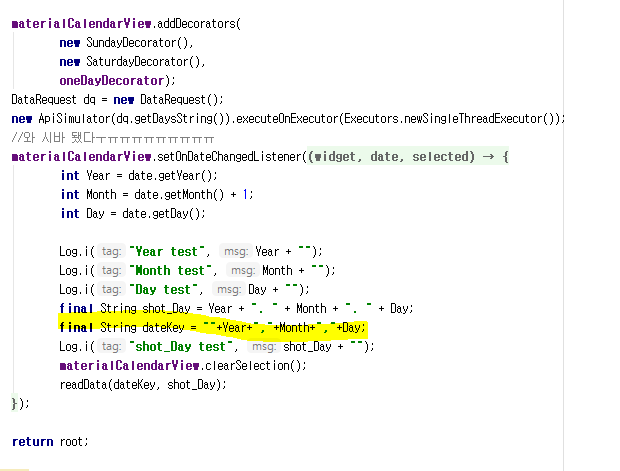 materialCalendarView.addDecorators(
new SundayDecorator(),
new SaturdayDecorator(),
oneDayDecorator);
DataRequest dq = new DataRequest();
new ApiSimulator(dq.getDaysString()).executeOnExecutor(Executors.newSingleThreadExecutor());
//와 시바 됐다ㅜㅠㅠㅠㅠㅠㅠㅠㅠㅠ
materialCalendarView.setOnDateChangedListener((widget, date, selected) → {
int Year = date.getYear();
int Month = date.getMonth() + 1;
int Day = date.getDay();
Log.i( tag: "Year test", msg: Year + "");
Log.i( tag: "Month test", msg: Month + "");
Log.i( tag: "Day test", msg: Day + "");
final String shot_Day = Year + ". " + Month + ". " + Day;
final String dateKey = ""+Year+","+Month+","+Day;
Log.i( tag: "shot_Day test", msg: shot_Day + "");
materialCalendarView.clearSelection();
readData(dateKey, shot_Day);
});
return root;